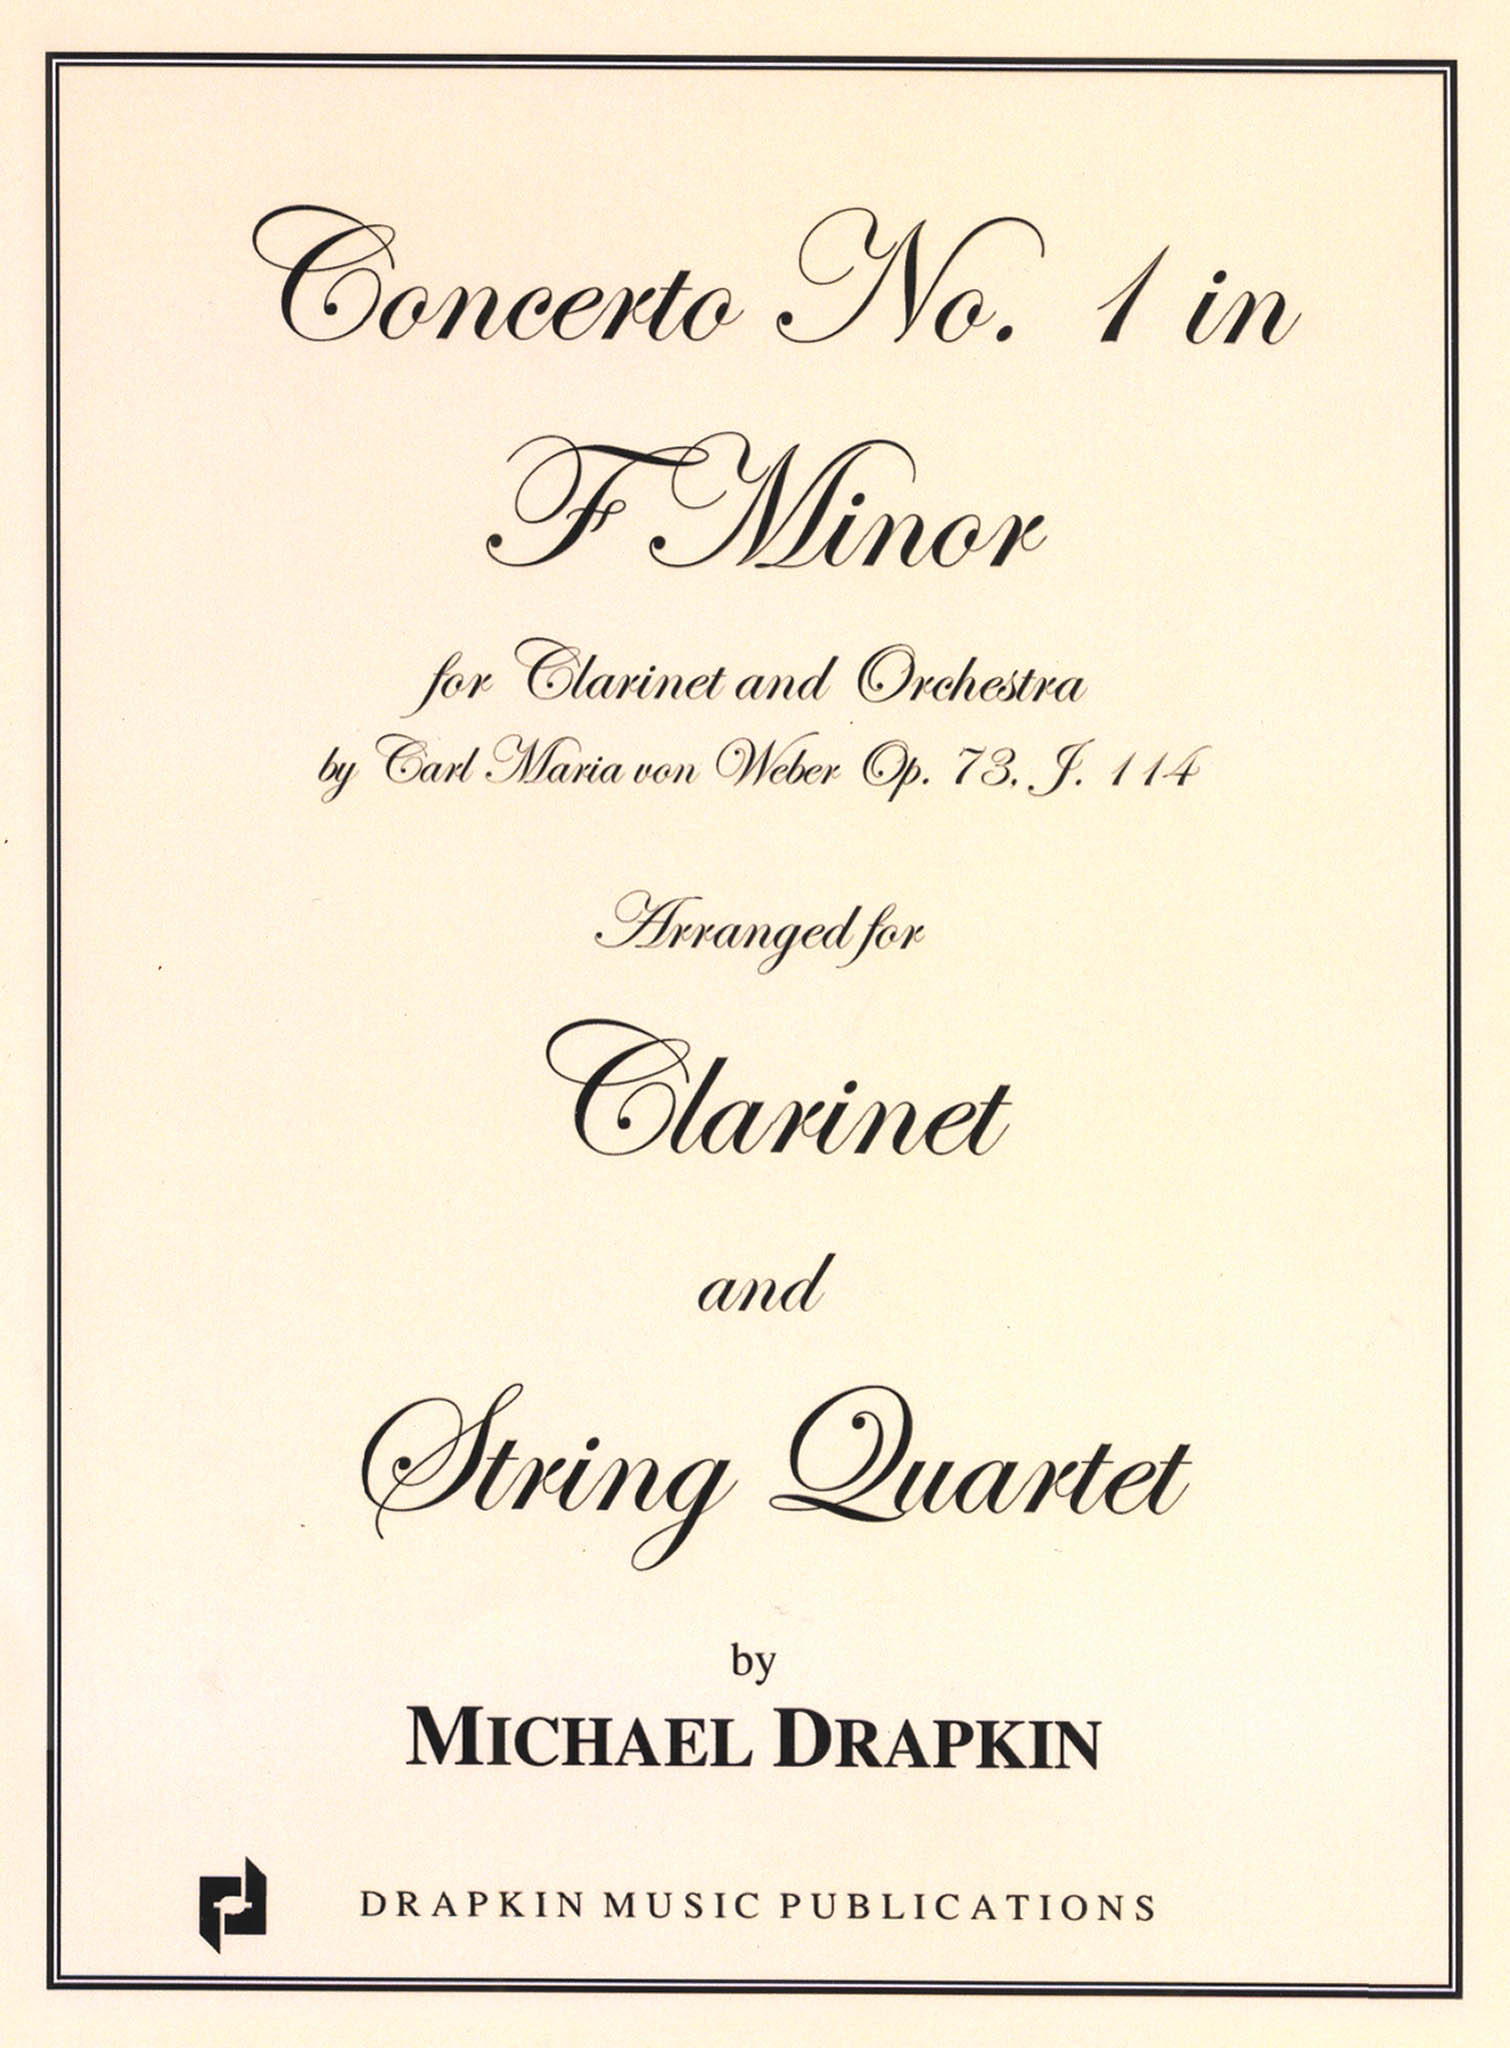 Concerto No. 1 in
F Minor
for Clarinet and Orchestra
by Carl Maria von Weber Op. 73, J. 114
Arranged for
Clarinet
and
String Quartet
by
MICHAEL DRAPKIN
DRAPKIN MUSIC PUBLICATIONS